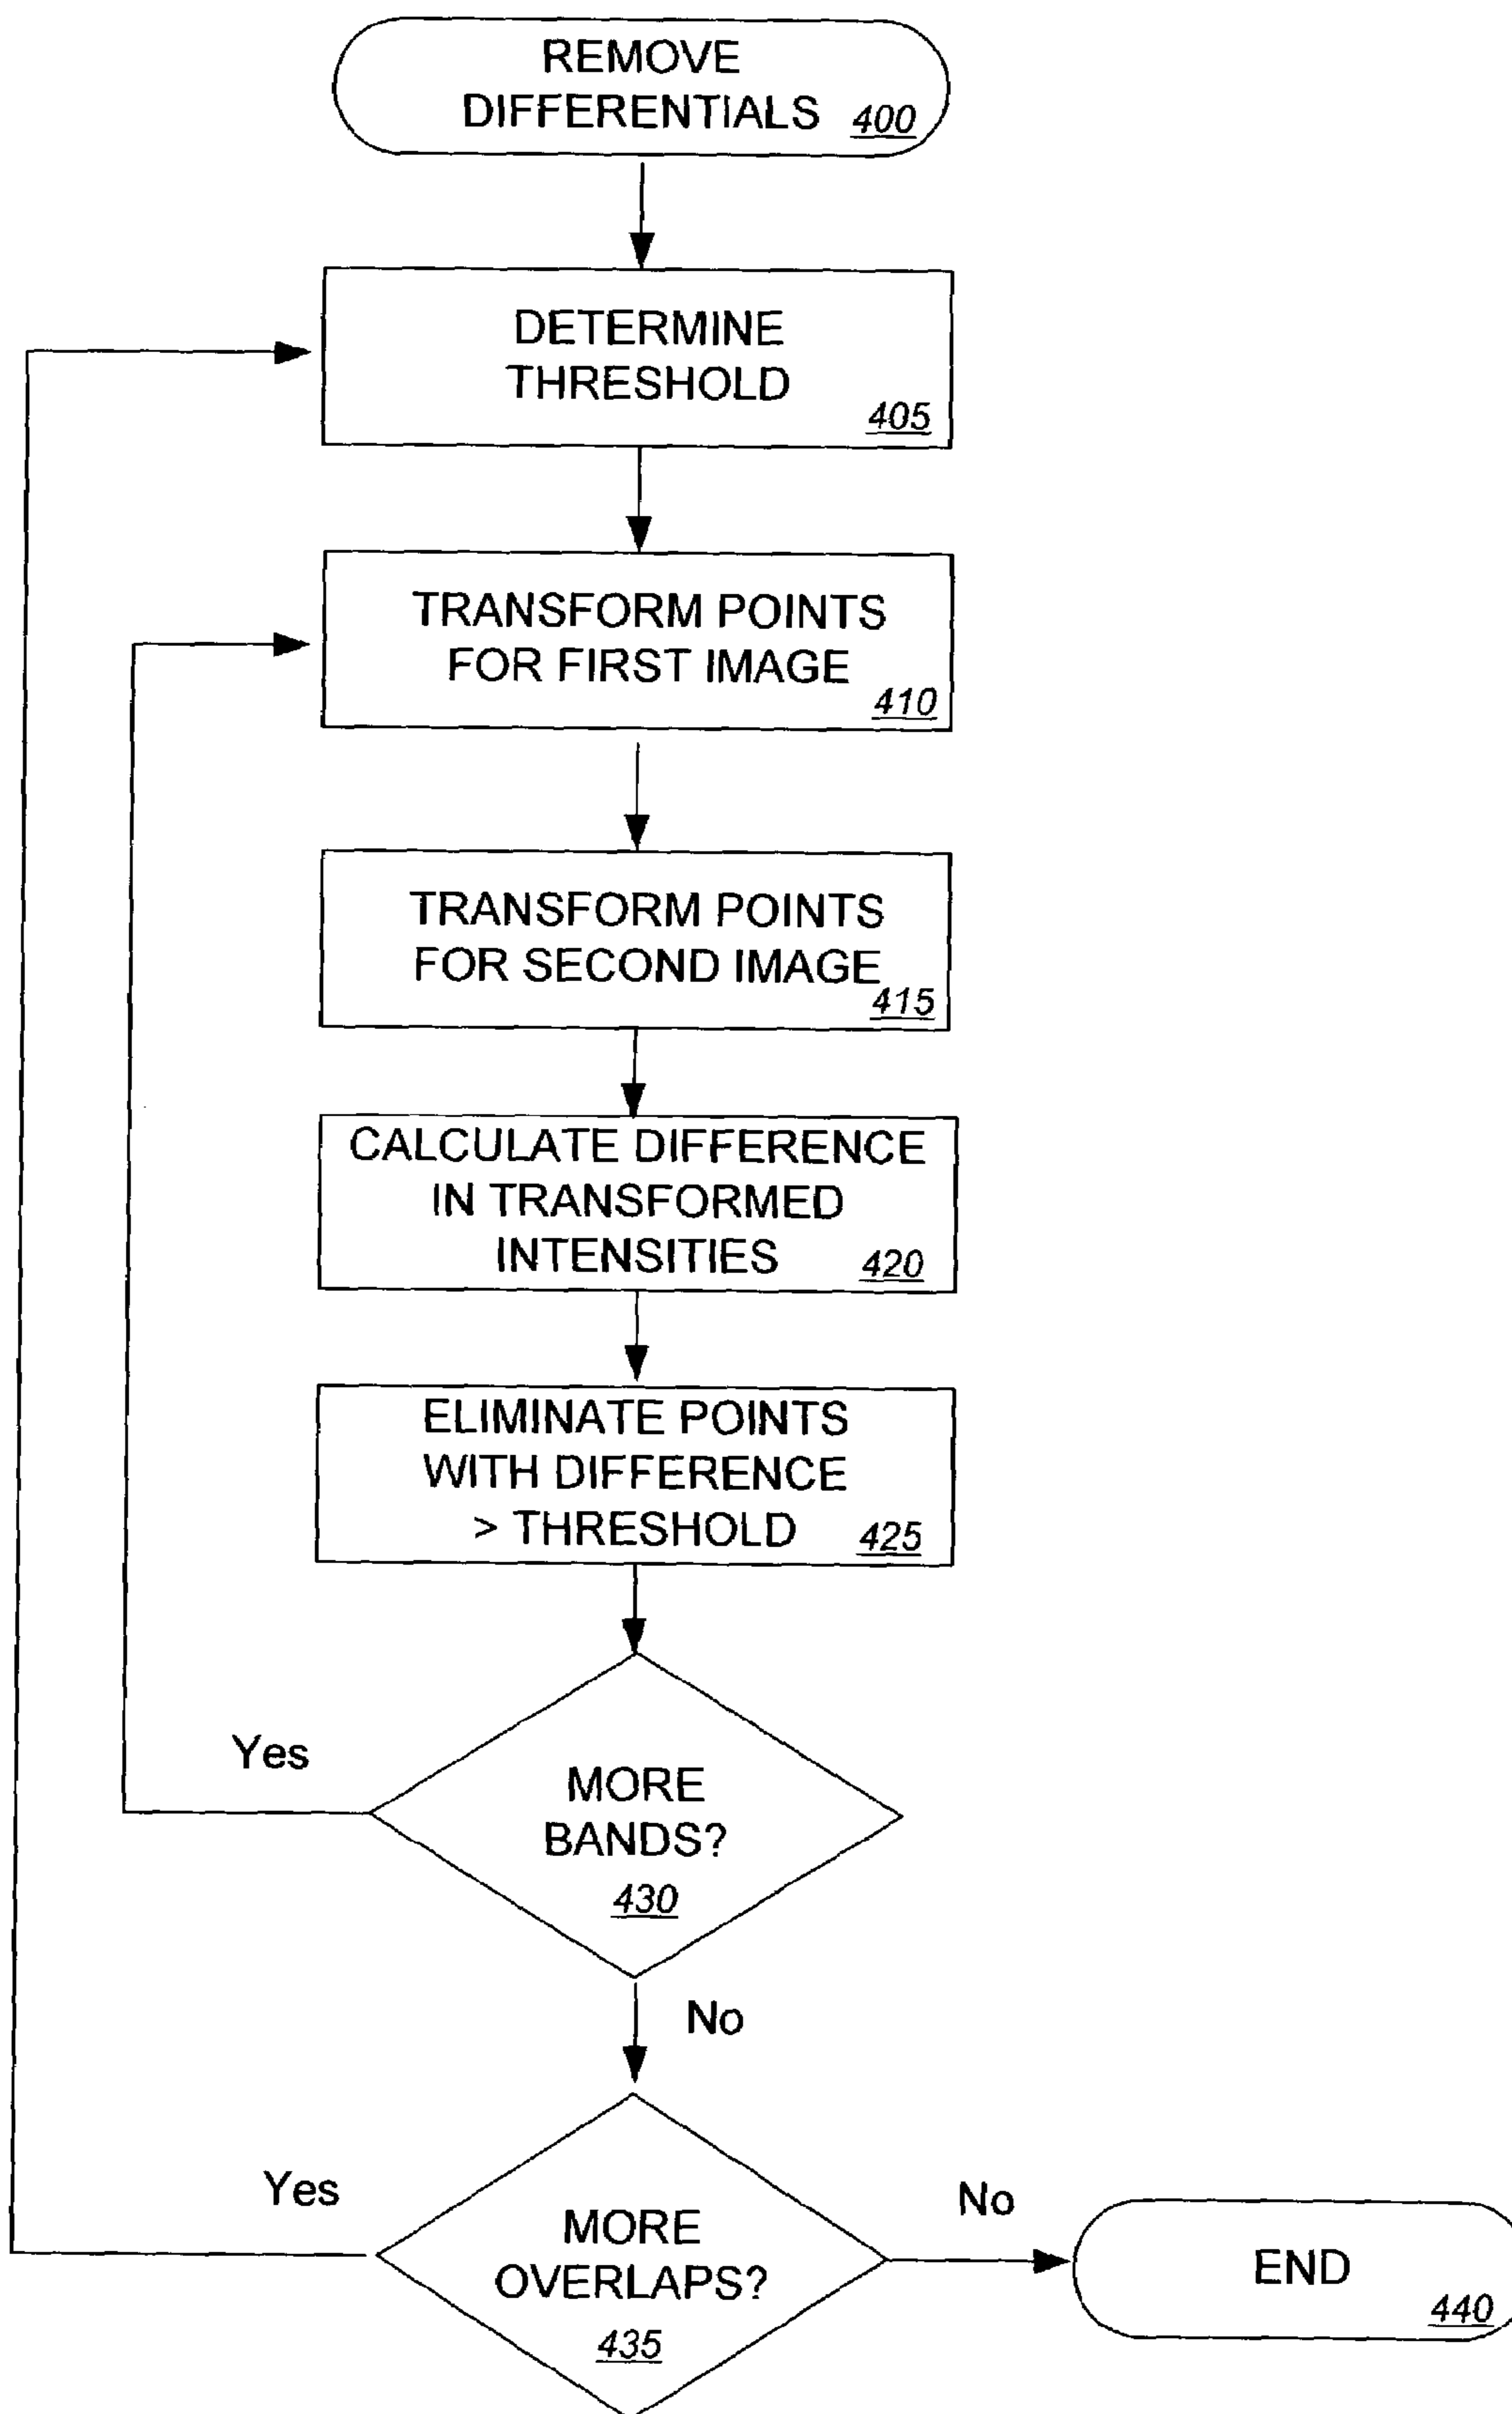 REMOVE
DIFFERENTIALS 400
DETERMINE
THRESHOLD
405
TRANSFORM POINTS
FOR FIRST IMAGE
410
TRANSFORM POINTS
FOR SECOND IMAGE
415
CALCULATE DIFFERENCE
IN TRANSFORMED
INTENSITIES 420
ELIMINATE POINTS
WITH DIFFERENCE
> THRESHOLD 425
Yes
MORE
BANDS?
430
No
Yes
MORE
OVERLAPS?
435
No
END
440